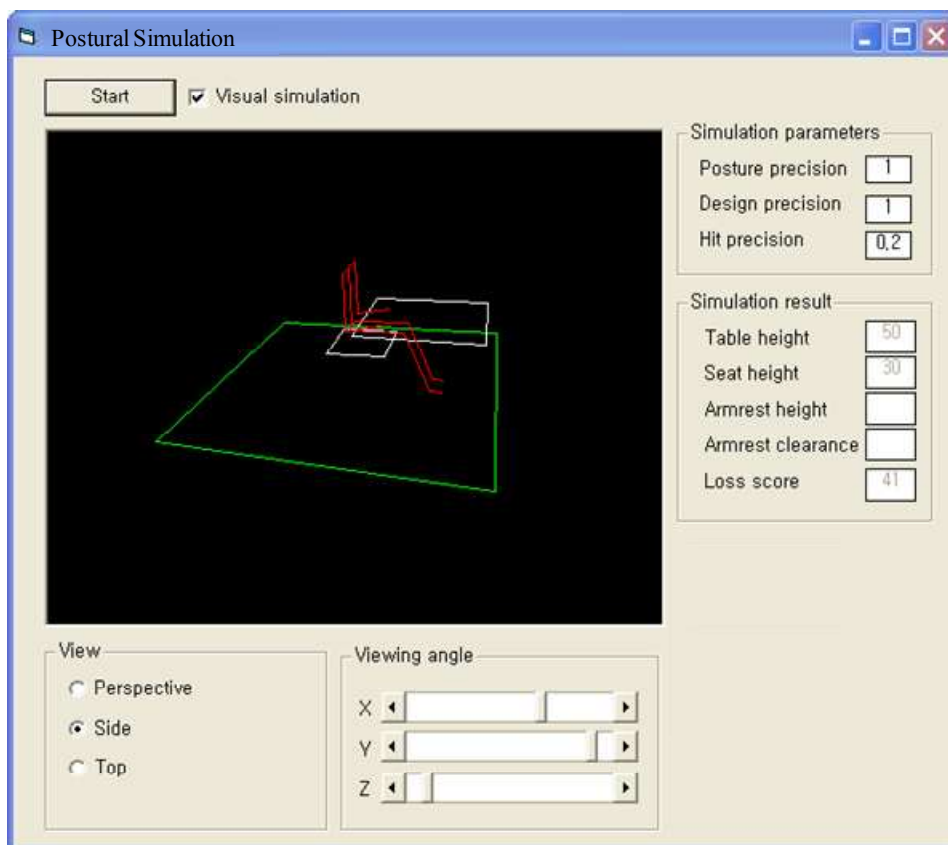 Postural Simulation
Start
Visual simulation
Simulation parameters
Posture precision 1
Design precision 1
Hit precision 0,2
Simulation result
Table height 50
Seat height 30
Armrest height
Armrest clearance
Loss score 41
View
Perspective
Side
Top
Viewing angle
X
Y
Z